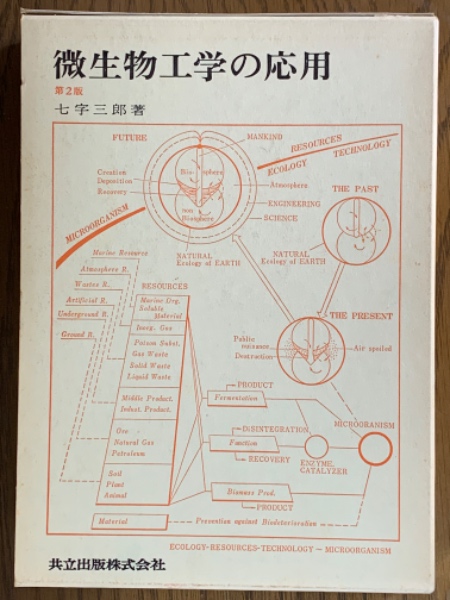 微生物工学の応用
第2版
七字三郎著
FUTURE
MANKIND
RESOURCES
ECOLOGY TECHNOLOGY
Creation
Deposition
Recovery
Bio-sphere
non
Biosphere
Atmosphere
ENGINEERING
SCIENCE
THE PAST
MICROORGANISM
NATURAL
Ecology of EARTH
NATURAL
Ecology of EARTH
Marine Resource
Atmosphere R.
Wastes R.
Artificial R.
Underground R.
Ground R.
RESOURCES
Marine Org.
Soluble
Material
Inorg. Gas
Poison Subst.
Gas Waste
Solid Waste
Liquid Waste
Middle Product.
Indust. Product.
Ore
Natural Gas
Petroleum
Soil
Plant
Animal
Material
THE PRESENT
Public
Destruction
Air spoiled
PRODUCT
Fermentation
DISINTEGRATION
Function
RECOVERY
ENZYME,
CATALYZER
MICROORGANISM
Biomass Prod.
PRODUCT
Prevention against Biodeterioration
ECOLOGY-RESOURCES-TECHNOLOGY — MICROORGANISM
共立出版株式会社